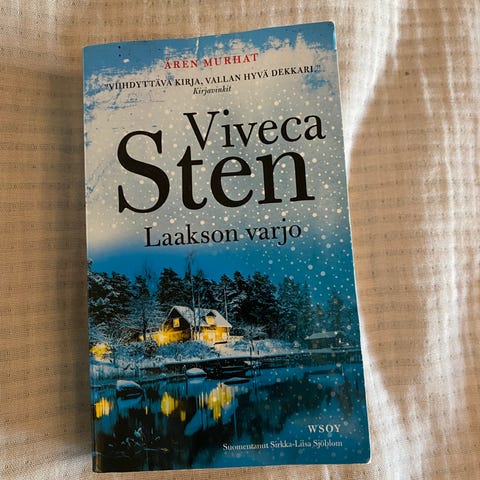 ÅREN MURHAT
"VIIHDYTTÄVÄ KIRJA, VALLAN HYVÄ DEKKARI."
Kirjavinkit
Viveca
Sten
Laakson varjo
WSOY
Suomentanut Sirkka-Liisa Sjöblom